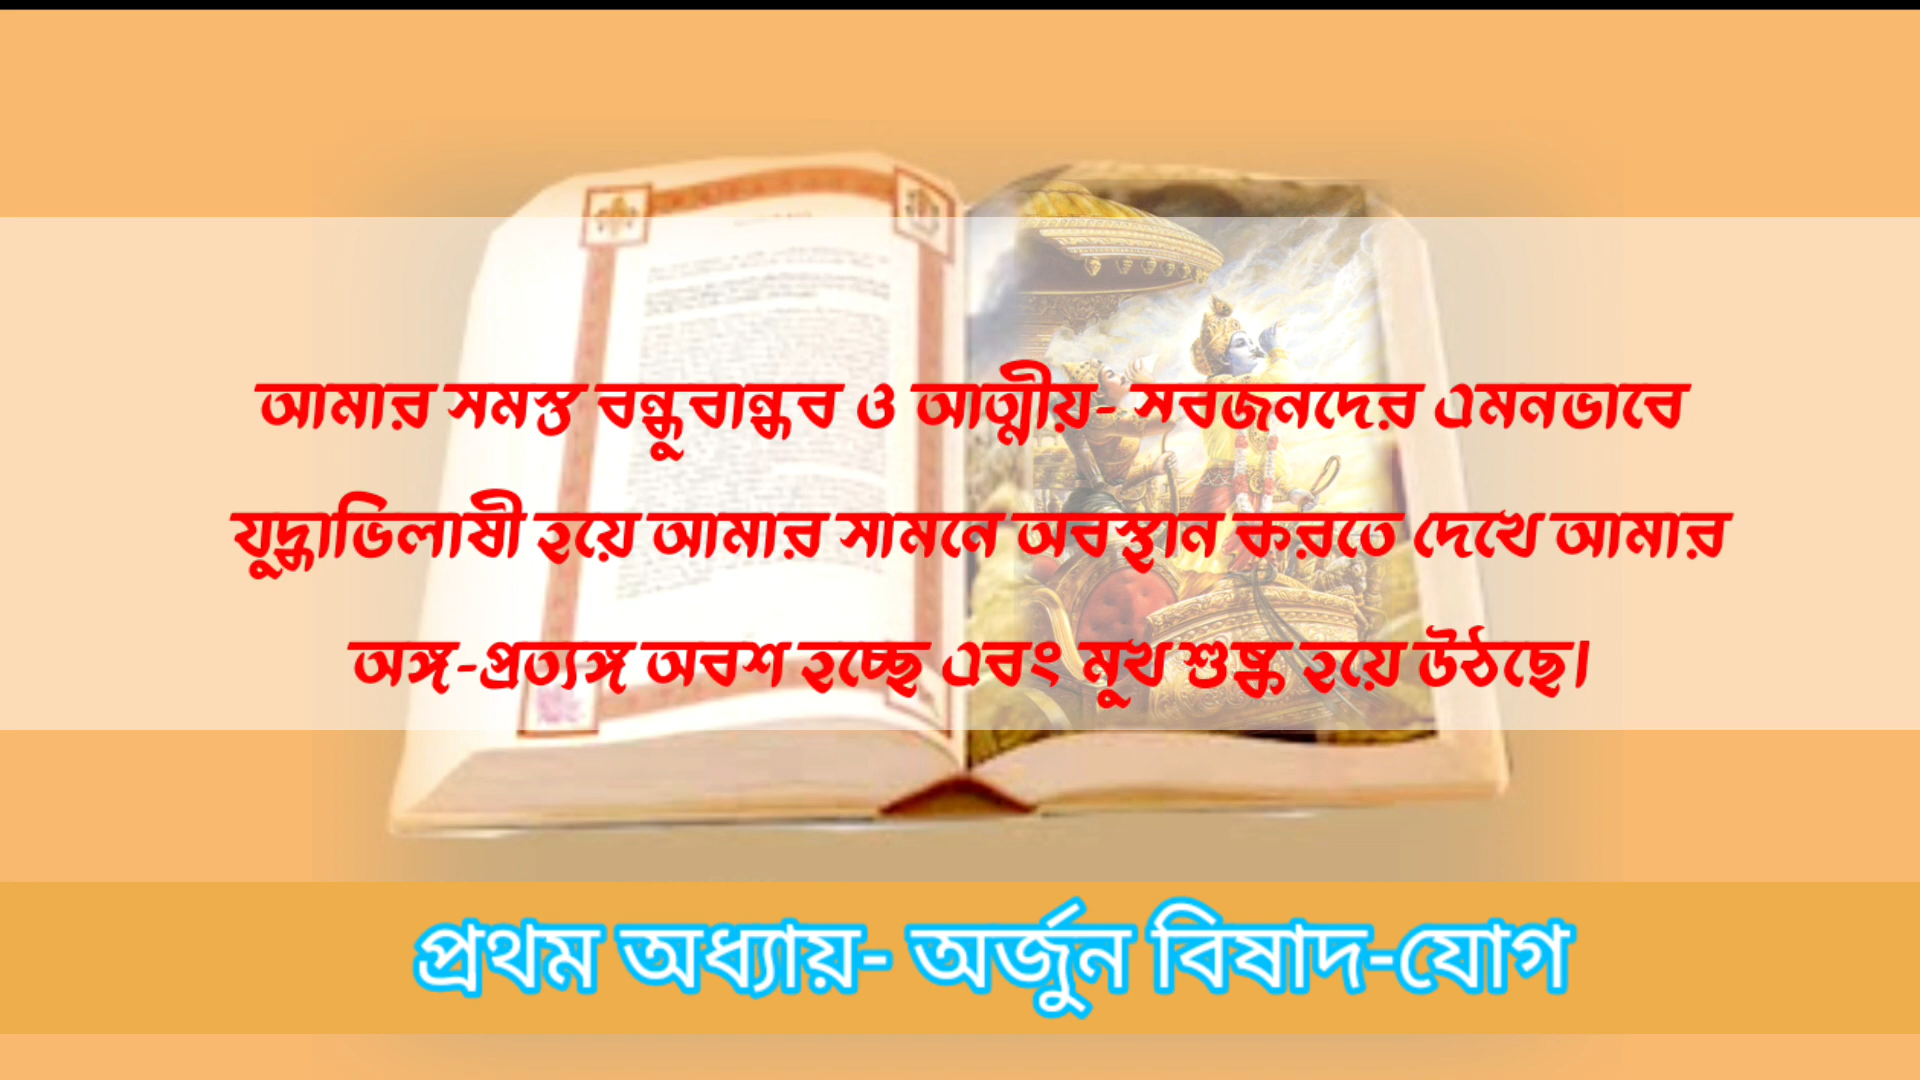 আমার সমস্ত বন্ধুবান্ধব ও আত্মীয়- সবজনদের এমনভাবে
যুদ্ধাভিলাষী হয়ে আমার সামনে অবস্থান করতে দেখে আমার
অঙ্গ-প্রত্যঙ্গ অবশ হচ্ছে এবং মুখ শুষ্ক হয়ে উঠছে।
প্রথম অধ্যায়- অর্জুন বিষাদ-যোগ